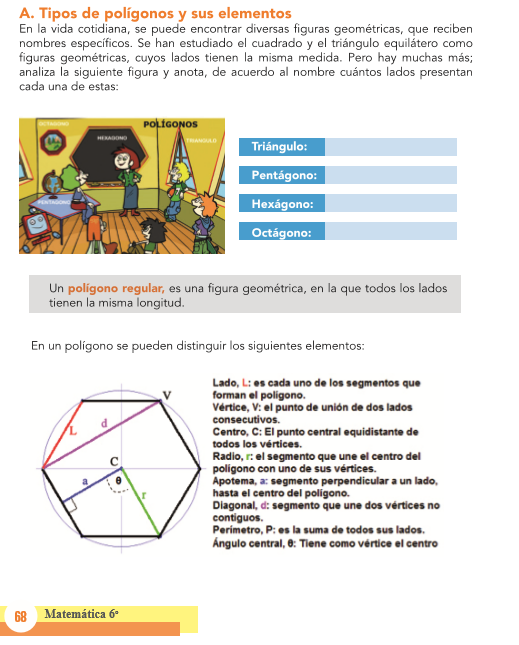 A. Tipos de polígonos y sus elementos
En la vida cotidiana, se puede encontrar diversas figuras geométricas, que reciben
nombres específicos. Se han estudiado el cuadrado y el triángulo equilátero como
figuras geométricas, cuyos lados tienen la misma medida. Pero hay muchas más;
analiza la siguiente figura y anota, de acuerdo al nombre cuántos lados presentan
cada una de estas:
OCTÁGONO
POLÍGONOS
HEXAGONO
TRIANGULO
PENTAGONO
Triángulo:
Pentágono:
Hexágono:
Octágono:
Un polígono regular, es una figura geométrica, en la que todos los lados
tienen la misma longitud.
En un polígono se pueden distinguir los siguientes elementos:
V
L
d
C
a
θ
r
Lado, L: es cada uno de los segmentos que
forman el polígono.
Vértice, V: el punto de unión de dos lados
consecutivos.
Centro, C: El punto central equidistante de
todos los vértices.
Radio, r: el segmento que une el centro del
polígono con uno de sus vértices.
Apotema, a: segmento perpendicular a un lado,
hasta el centro del polígono.
Diagonal, d: segmento que une dos vértices no
contiguos.
Perímetro, P: es la suma de todos sus lados.
Ángulo central, θ: Tiene como vértice el centro
68 Matemática 6º